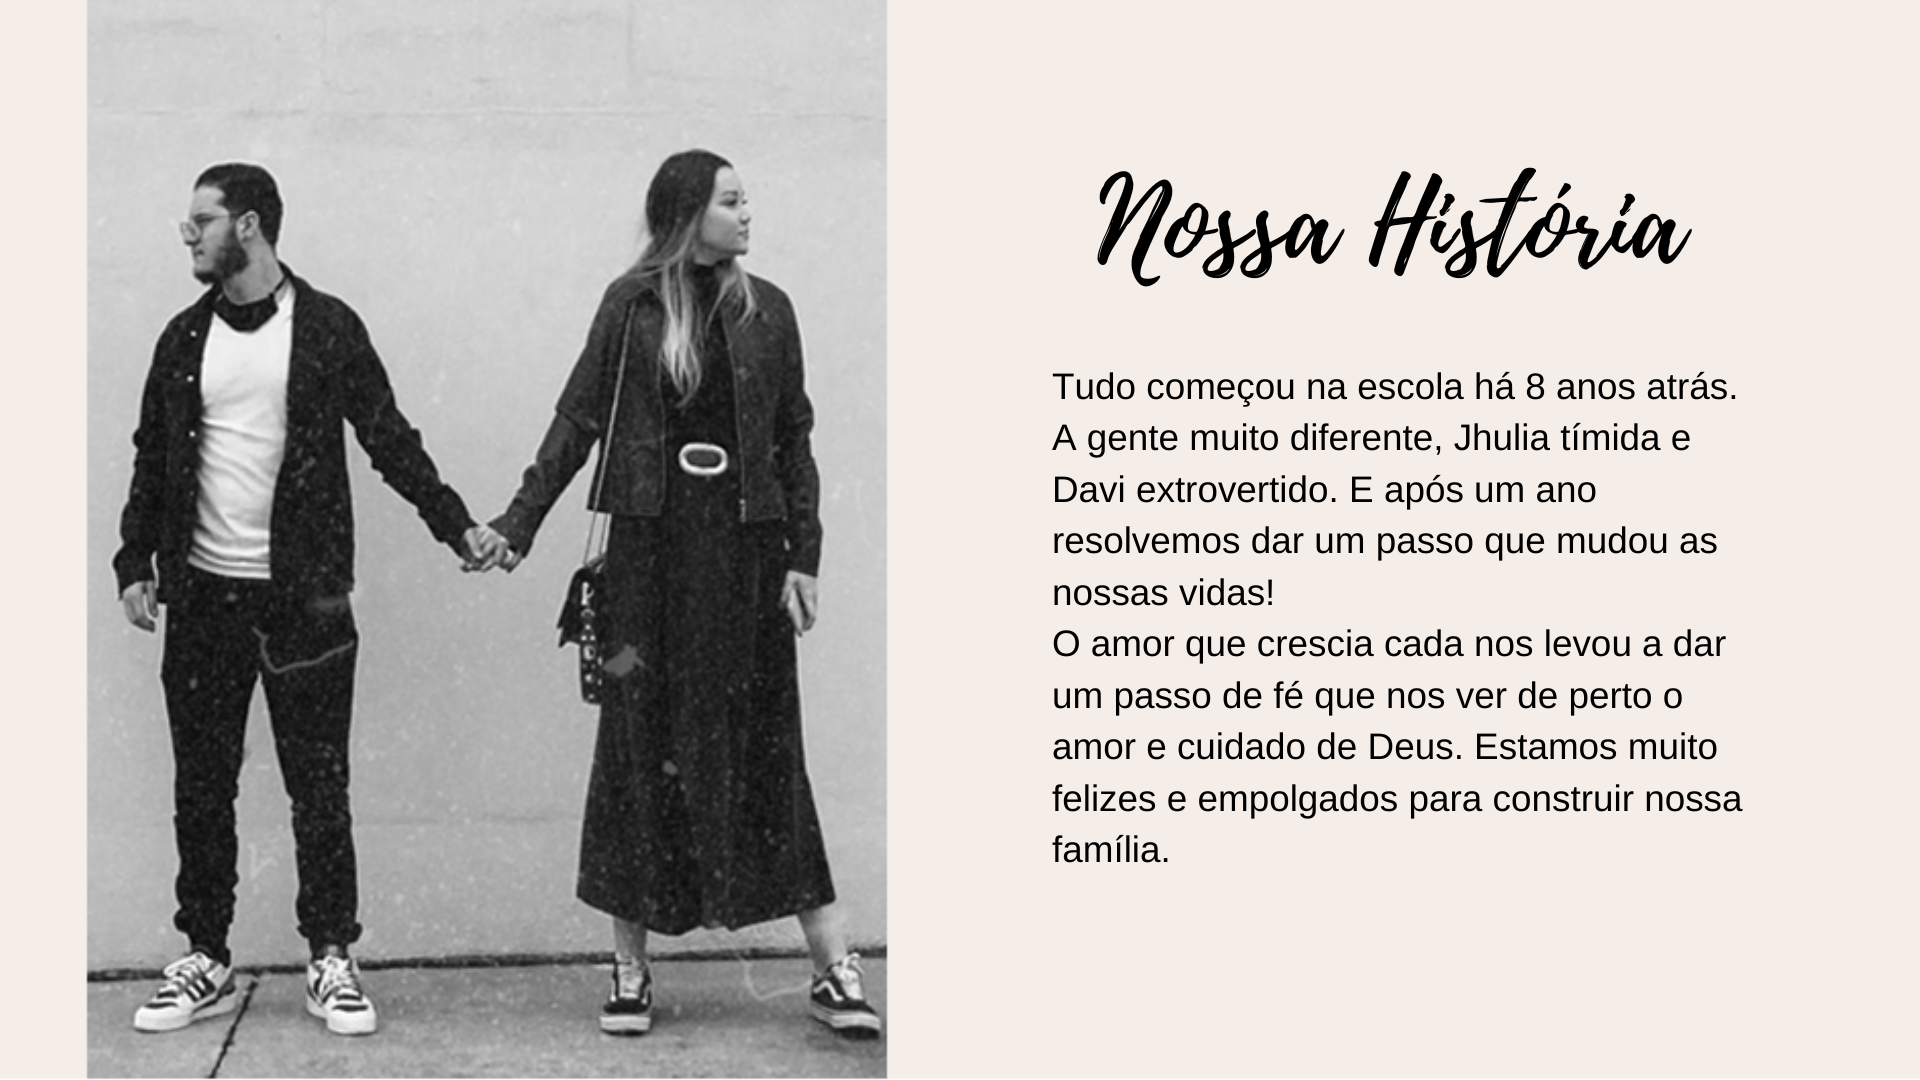 Nossa História
Tudo começou na escola há 8 anos atrás.
A gente muito diferente, Jhulia tímida e
Davi extrovertido. E após um ano
resolvemos dar um passo que mudou as
nossas vidas!
O amor que crescia cada nos levou a dar
um passo de fé que nos ver de perto o
amor e cuidado de Deus. Estamos muito
felizes e empolgados para construir nossa
família.